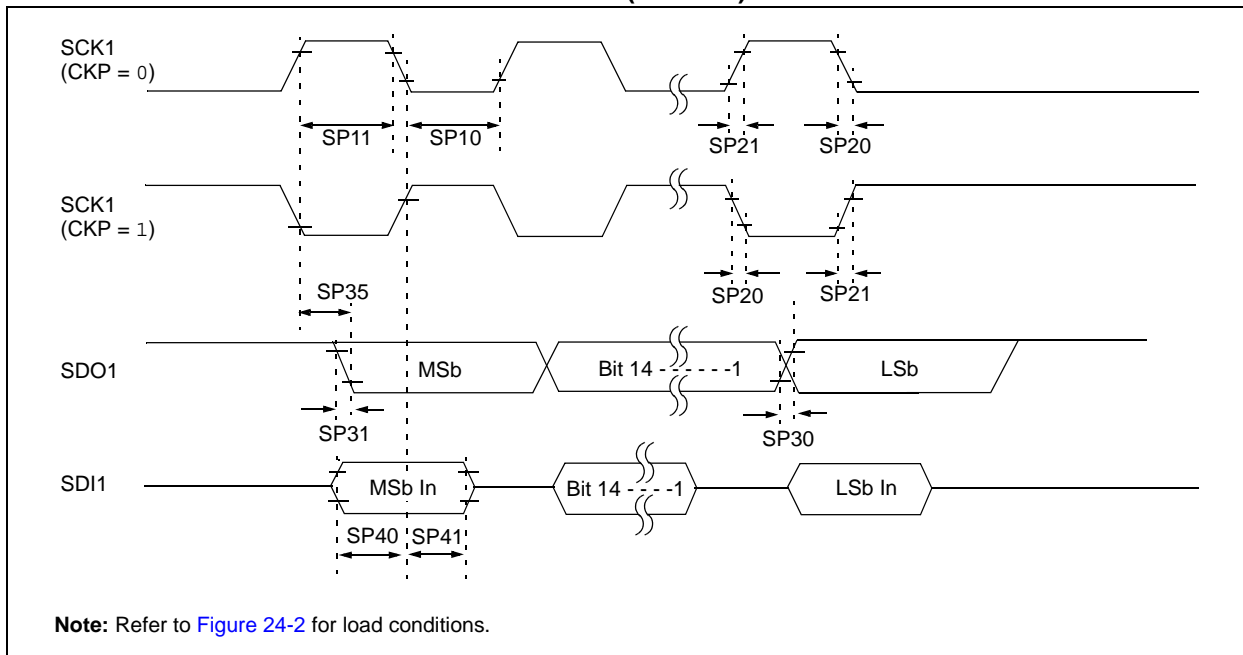 SCK1
(CKP = 0)
SP11
SP10
SP21
SP20
SCK1
(CKP = 1)
SP20
SP21
SP35
SDO1
MSb
Bit 14 - - - - - -1
LSb
SP31
SP30
SDI1
MSb In
Bit 14 - - - -1
LSb In
SP40
SP41
Note: Refer to Figure 24-2 for load conditions.